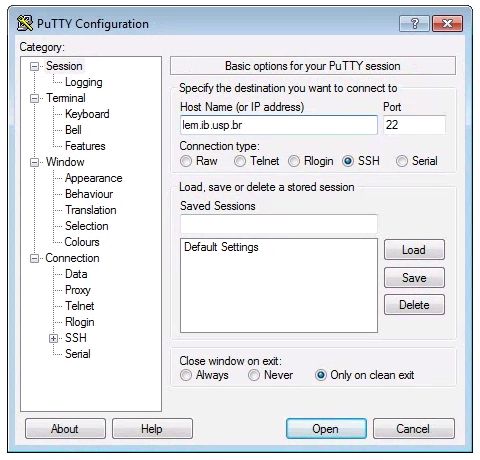 PuTTY Configuration
Category:
Session
Logging
Terminal
Keyboard
Bell
Features
Window
Appearance
Behaviour
Translation
Selection
Colours
Connection
Data
Proxy
Telnet
Rlogin
SSH
Serial
Basic options for your PuTTY session
Specify the destination you want to connect to
Host Name (or IP address) Port
lem.ib.usp.br 22
Connection type:
Raw Telnet Rlogin SSH Serial
Load, save or delete a stored session
Saved Sessions
Default Settings
Load
Save
Delete
Close window on exit:
Always Never Only on clean exit
About Help Open Cancel